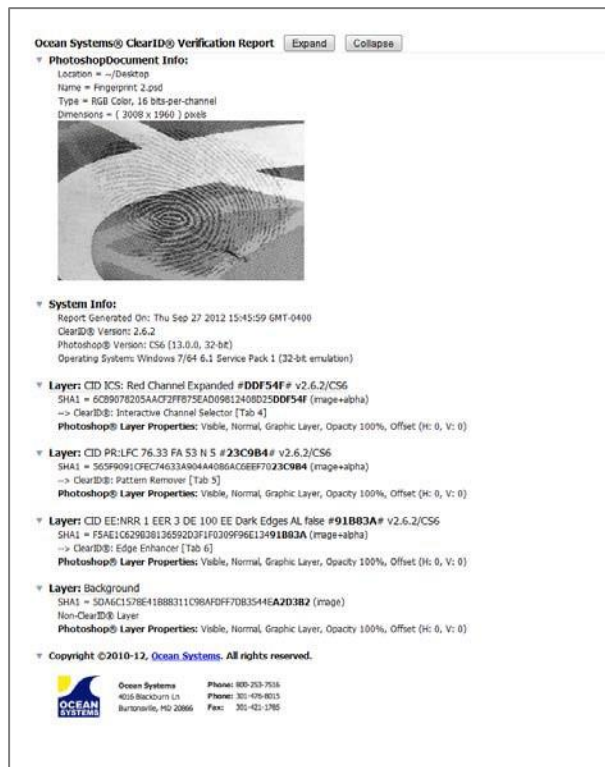 Ocean Systems® ClearID® Verification Report Expand Collapse
PhotoshopDocument Info:
Location = ~/Desktop
Name = Fingerprint 2.psd
Type = RGB Color, 16 bits-per-channel
Dimensions = ( 3008 x 1960 ) pixels
System Info:
Report Generated On: Thu Sep 27 2012 15:45:59 GMT-0400
ClearID® Version: 2.6.2
Photoshop® Version: CS6 (13.0.0, 32-bit)
Operating System: Windows 7/64 6.1 Service Pack 1 (32-bit emulation)
Layer: CID ICS: Red Channel Expanded #DDF54F# v2.6.2/CS6
SHA1 = 6C89078205AACF2FF875EAD09812408D25DDF54F (image+alpha)
--> ClearID®: Interactive Channel Selector [Tab 4]
Photoshop® Layer Properties: Visible, Normal, Graphic Layer, Opacity 100%, Offset (H: 0, V: 0)
Layer: CID PR:LFC 76.33 FA 53 N 5 #23C9B4# v2.6.2/CS6
SHA1 = 565F9091CFEC74633A904A4086AC6EEF7023C9B4 (image+alpha)
--> ClearID®: Pattern Remover [Tab 5]
Photoshop® Layer Properties: Visible, Normal, Graphic Layer, Opacity 100%, Offset (H: 0, V: 0)
Layer: CID EE:NRR 1 EER 3 DE 100 EE Dark Edges AL false #91B83A# v2.6.2/CS6
SHA1 = F5AE1C629B38136592D3F1F0309F96E13491B83A (image+alpha)
--> ClearID®: Edge Enhancer [Tab 6]
Photoshop® Layer Properties: Visible, Normal, Graphic Layer, Opacity 100%, Offset (H: 0, V: 0)
Layer: Background
SHA1 = 5DA6C1578E41B88311C98AFDFF7DB3544EA2D3B2 (image)
Non-ClearID® Layer
Photoshop® Layer Properties: Visible, Normal, Graphic Layer, Opacity 100%, Offset (H: 0, V: 0)
Copyright ©2010-12, Ocean Systems. All rights reserved.
OCEAN SYSTEMS
Ocean Systems Phone: 800-253-7516
4016 Blackburn Ln Phone: 301-476-8015
Burtonsville, MD 20866 Fax: 301-421-1785